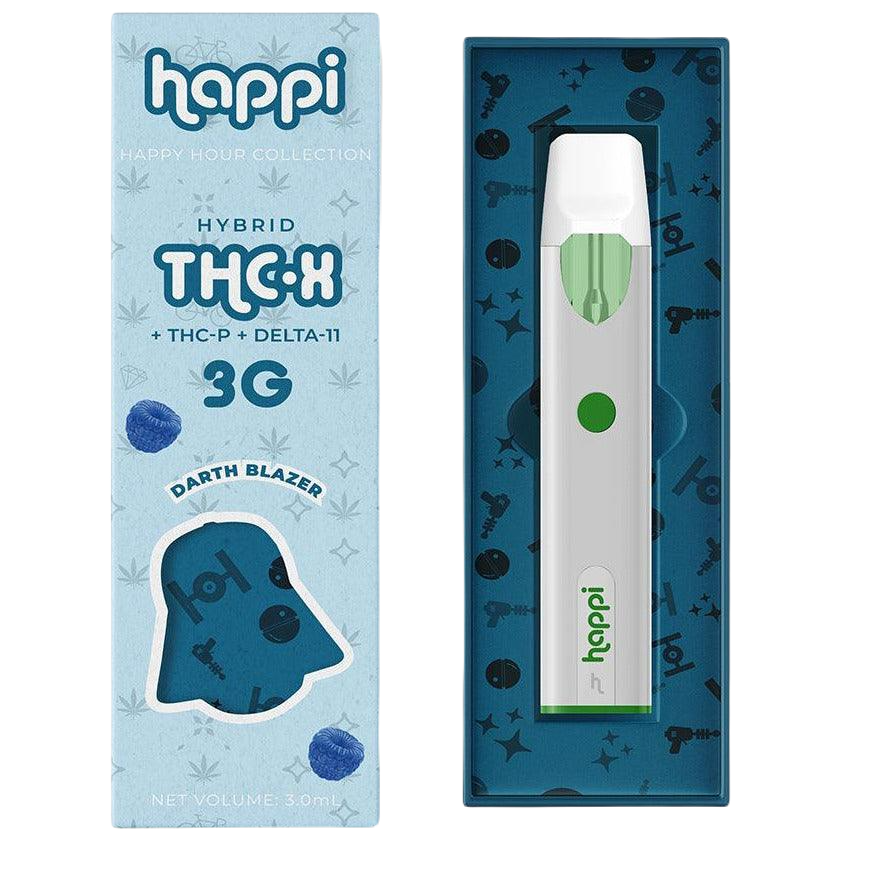 happi
HAPPY HOUR COLLECTION
HYBRID
THC·X
+ THC-P + DELTA-11
3G
DARTH BLAZER
NET VOLUME: 3.0mL
happi